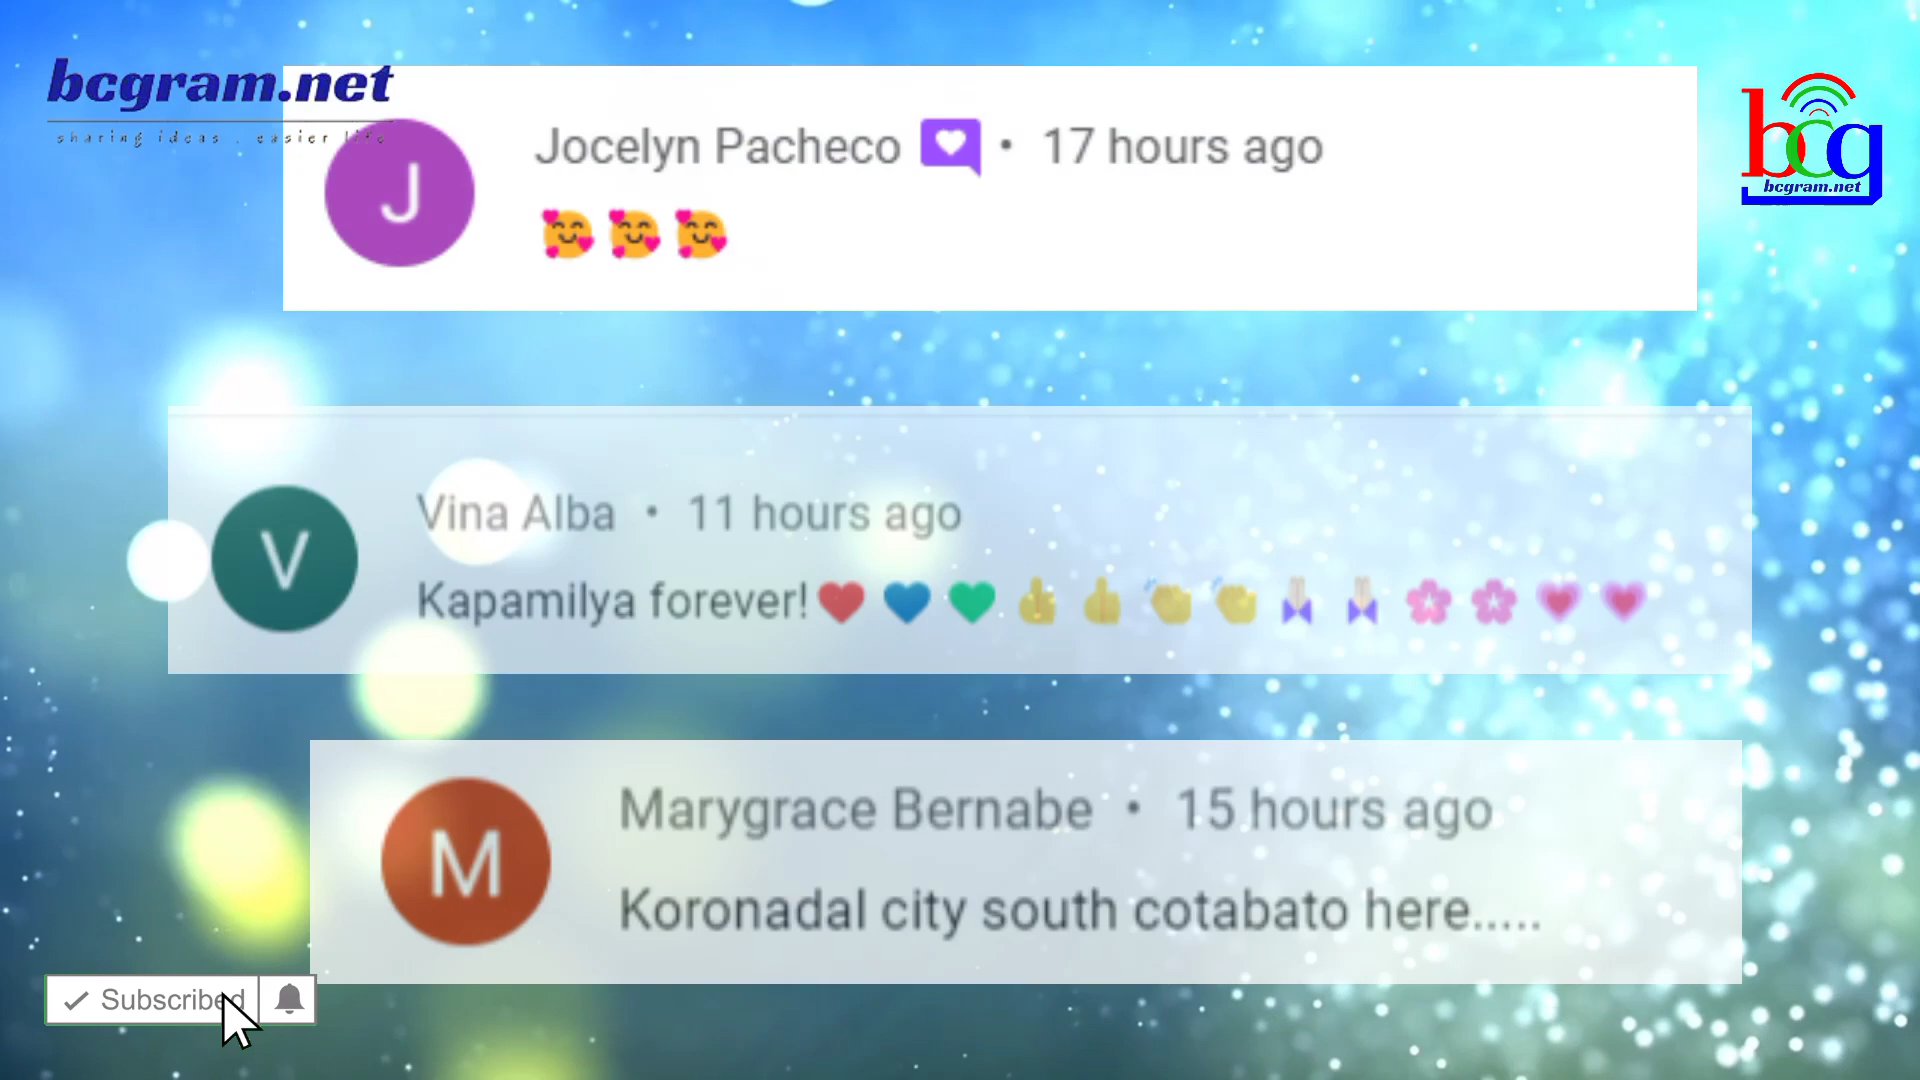 bcgram.net
sharing ideas . easier life
bcg
bcgram.net
J
Jocelyn Pacheco • 17 hours ago
🥰 🥰 🥰
V
Vina Alba • 11 hours ago
Kapamilya forever!❤️ 💙 💚 👍 👍 👏 👏 🙏 🙏 🌸 🌸 💗 💗
M
Marygrace Bernabe • 15 hours ago
Koronadal city south cotabato here.....
Subscribed